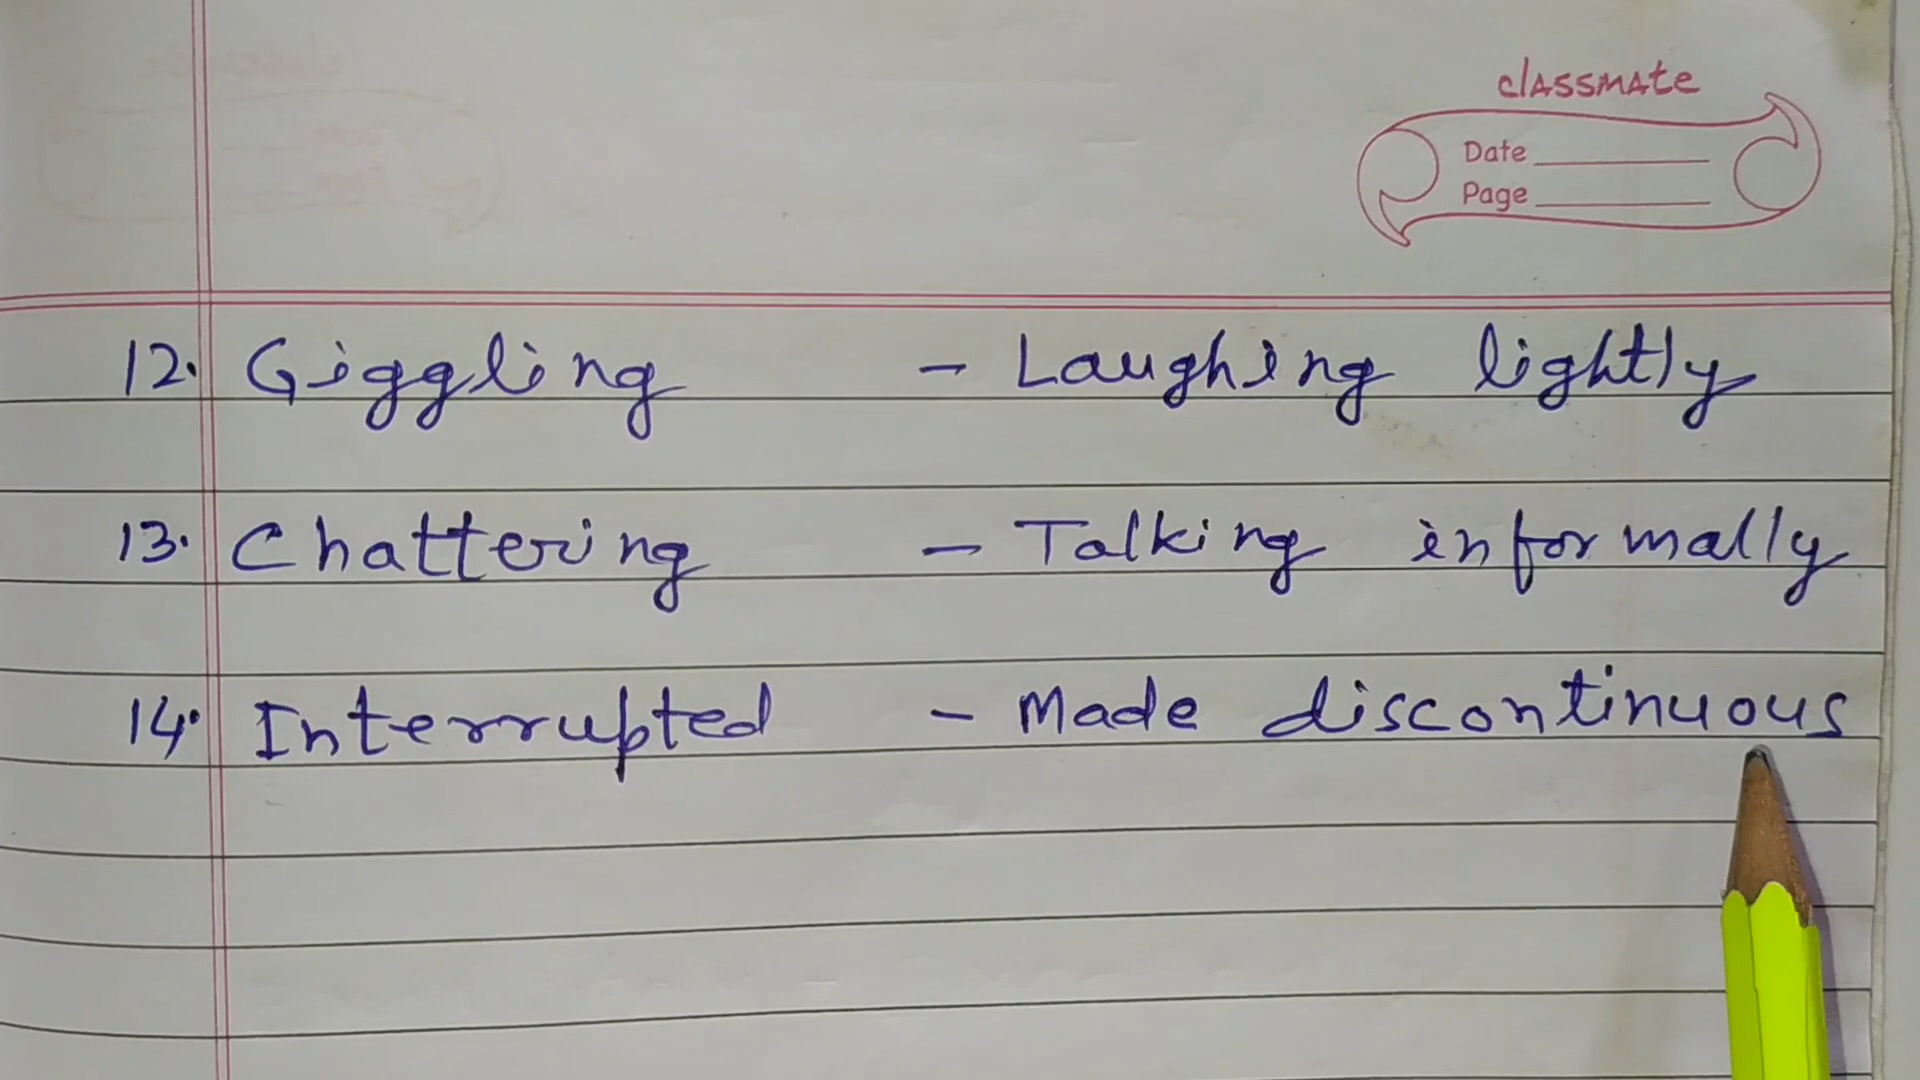 classmate
Date
Page
12. Giggling - Laughing lightly
13. Chattering - Talking informally
14. Interrupted - Made discontinuous